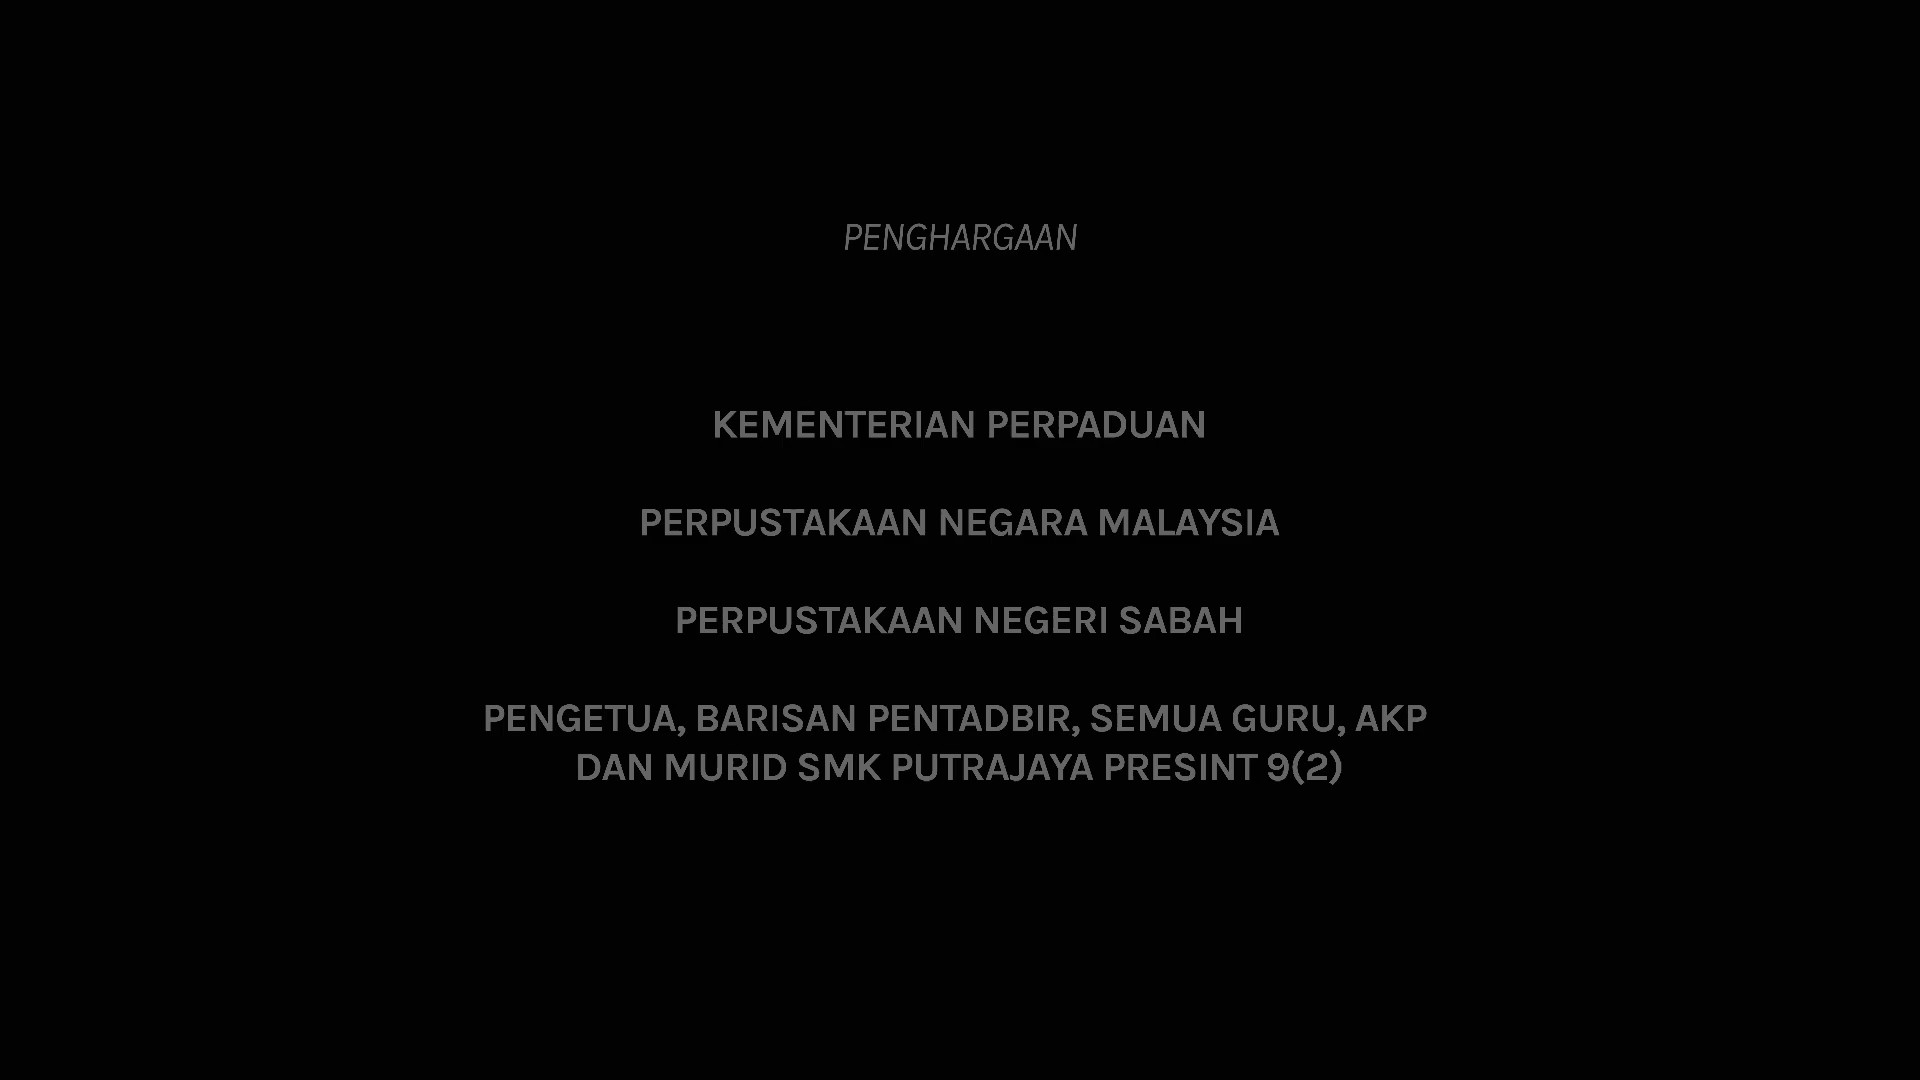 PENGHARGAAN
KEMENTERIAN PERPADUAN
PERPUSTAKAAN NEGARA MALAYSIA
PERPUSTAKAAN NEGERI SABAH
PENGETUA, BARISAN PENTADBIR, SEMUA GURU, AKP
DAN MURID SMK PUTRAJAYA PRESINT 9(2)